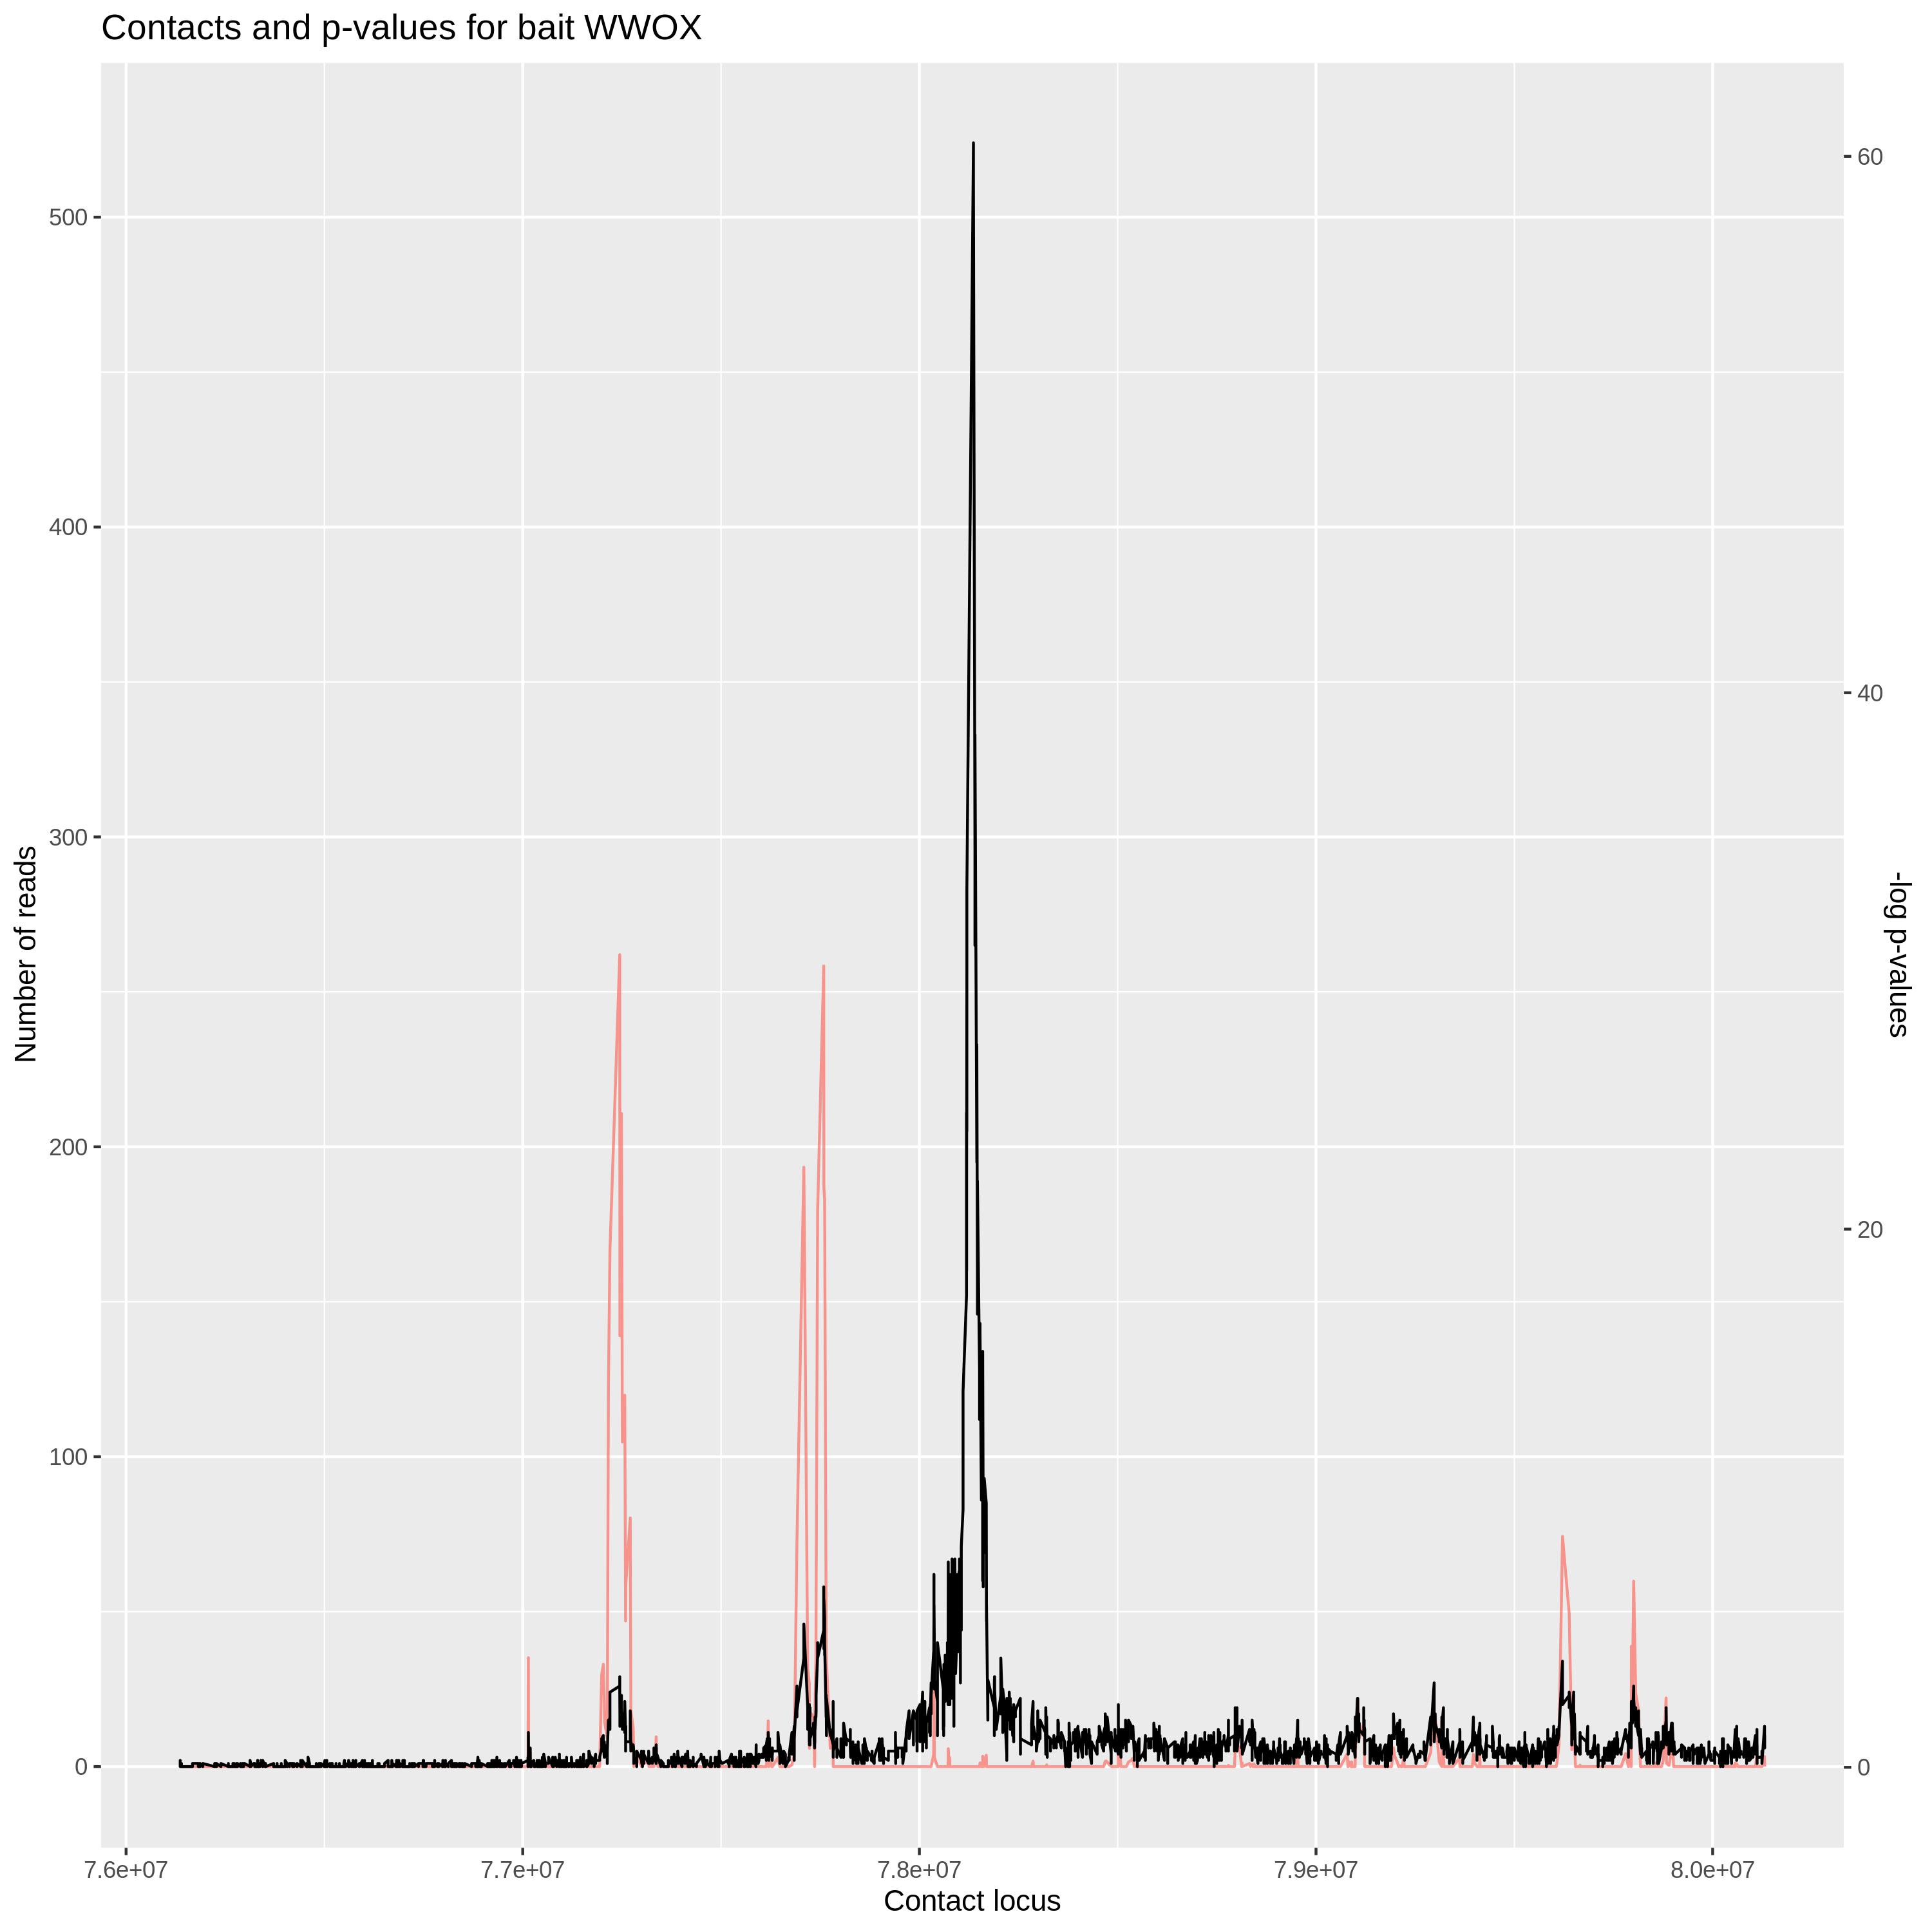 Contacts and p-values for bait WWOX
Number of reads
500
400
300
200
100
0
60
40
20
0
-log p-values
7.6e+07 7.7e+07 7.8e+07 7.9e+07 8.0e+07
Contact locus